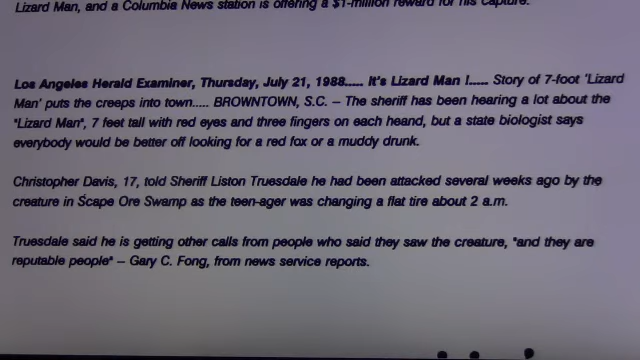 Lizard Man, and a Columbia News station is offering a $1-million reward for his capture.
Los Angeles Herald Examiner, Thursday, July 21, 1988..... It's Lizard Man !..... Story of 7-foot 'Lizard
Man' puts the creeps into town..... BROWNTOWN, S.C. – The sheriff has been hearing a lot about the
"Lizard Man", 7 feet tall with red eyes and three fingers on each heand, but a state biologist says
everybody would be better off looking for a red fox or a muddy drunk.
Christopher Davis, 17, told Sheriff Liston Truesdale he had been attacked several weeks ago by the
creature in Scape Ore Swamp as the teen-ager was changing a flat tire about 2 a.m.
Truesdale said he is getting other calls from people who said they saw the creature, "and they are
reputable people" – Gary C. Fong, from news service reports.